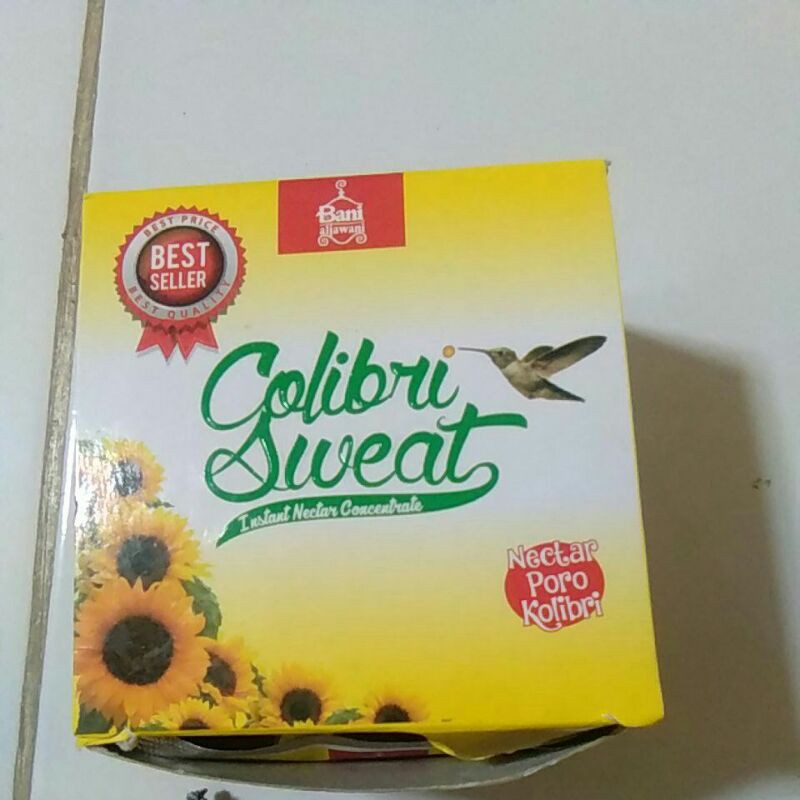 Bani
aljawani
BEST PRICE
BEST
SELLER
BEST QUALITY
Colibri
Sweat
Instant Nectar Concentrate
Nectar
Poro
Kolibri